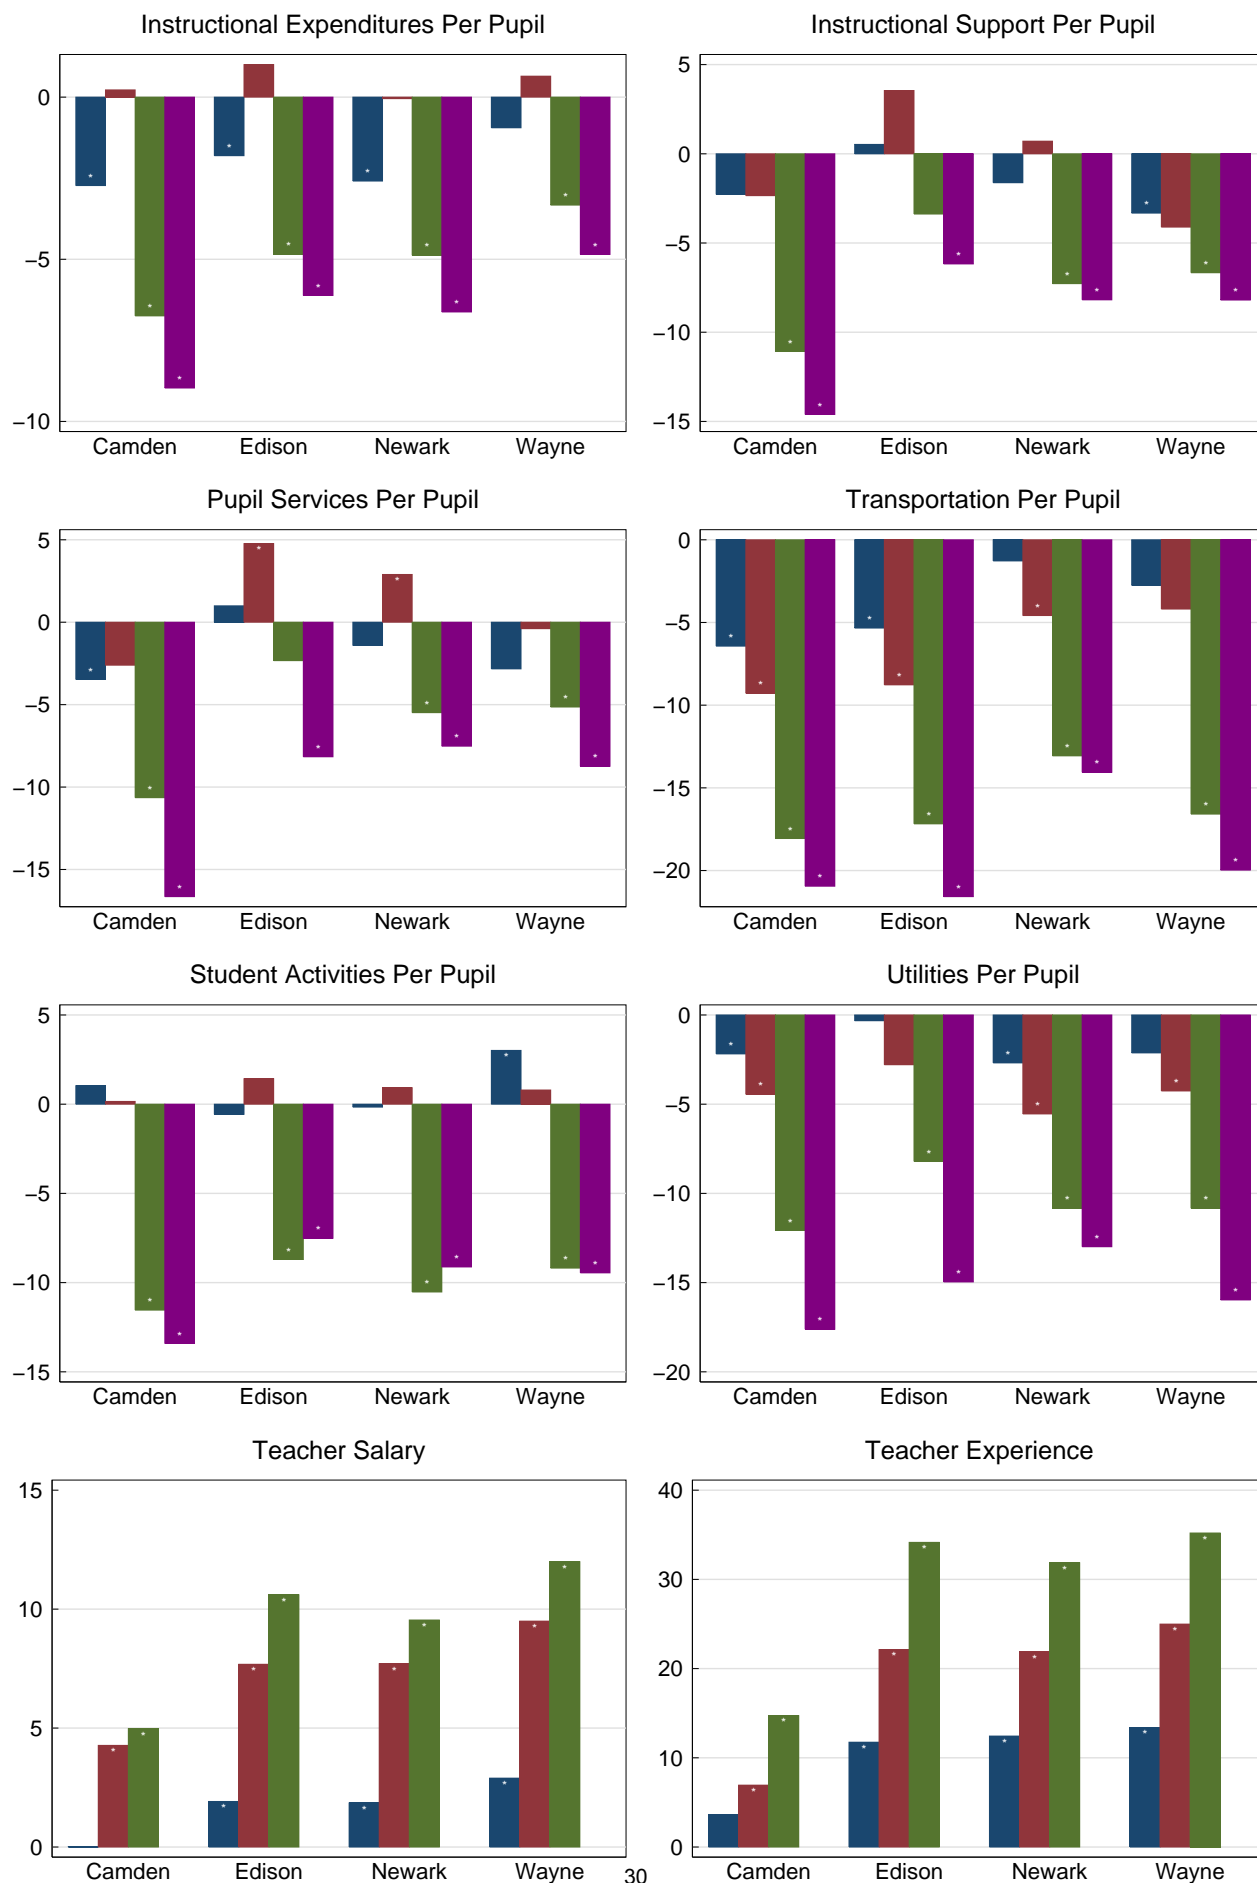 Instructional Expenditures Per Pupil
0
−5
−10
Camden Edison Newark Wayne
Instructional Support Per Pupil
5
0
−5
−10
−15
Camden Edison Newark Wayne
Pupil Services Per Pupil
5
0
−5
−10
−15
Camden Edison Newark Wayne
Transportation Per Pupil
0
−5
−10
−15
−20
Camden Edison Newark Wayne
Student Activities Per Pupil
5
0
−5
−10
−15
Camden Edison Newark Wayne
Utilities Per Pupil
0
−5
−10
−15
−20
Camden Edison Newark Wayne
Teacher Salary
15
10
5
0
Camden Edison Newark Wayne
Teacher Experience
40
30
20
10
0
Camden Edison Newark Wayne
30